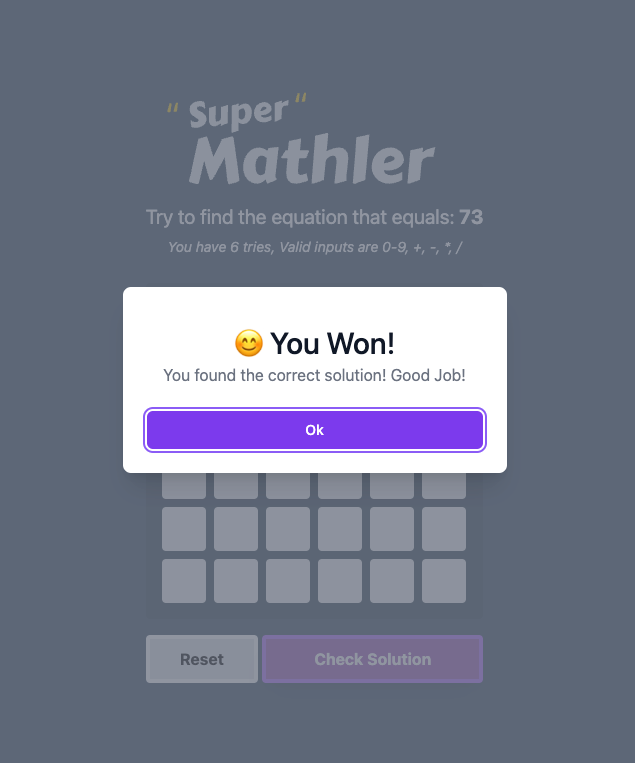 " Super "
Mathler
Try to find the equation that equals: 73
You have 6 tries, Valid inputs are 0-9, +, -, *, /
😊 You Won!
You found the correct solution! Good Job!
Ok
Reset Check Solution